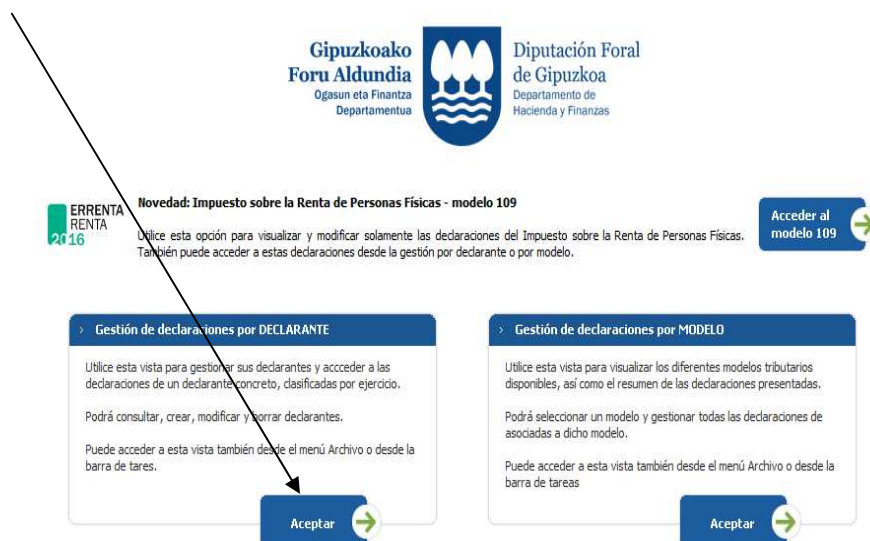 Gipuzkoako
Foru Aldundia
Ogasun eta Finantza
Departamentua
Diputación Foral
de Gipuzkoa
Departamento de
Hacienda y Finanzas
ERRENTA
RENTA
2016
Novedad: Impuesto sobre la Renta de Personas Físicas - modelo 109
Utilice esta opción para visualizar y modificar solamente las declaraciones del Impuesto sobre la Renta de Personas Físicas.
También puede acceder a estas declaraciones desde la gestión por declarante o por modelo.
Acceder al
modelo 109
Gestión de declaraciones por DECLARANTE
Utilice esta vista para gestionar sus declarantes y accceder a las
declaraciones de un declarante concreto, clasificadas por ejercicio.
Podrá consultar, crear, modificar y borrar declarantes.
Puede acceder a esta vista también desde el menú Archivo o desde la
barra de tares.
Aceptar
Gestión de declaraciones por MODELO
Utilice esta vista para visualizar los diferentes modelos tributarios
disponibles, así como el resumen de las declaraciones presentadas.
Podrá seleccionar un modelo y gestionar todas las declaraciones de
asociadas a dicho modelo.
Puede acceder a esta vista también desde el menú Archivo o desde la
barra de tareas
Aceptar